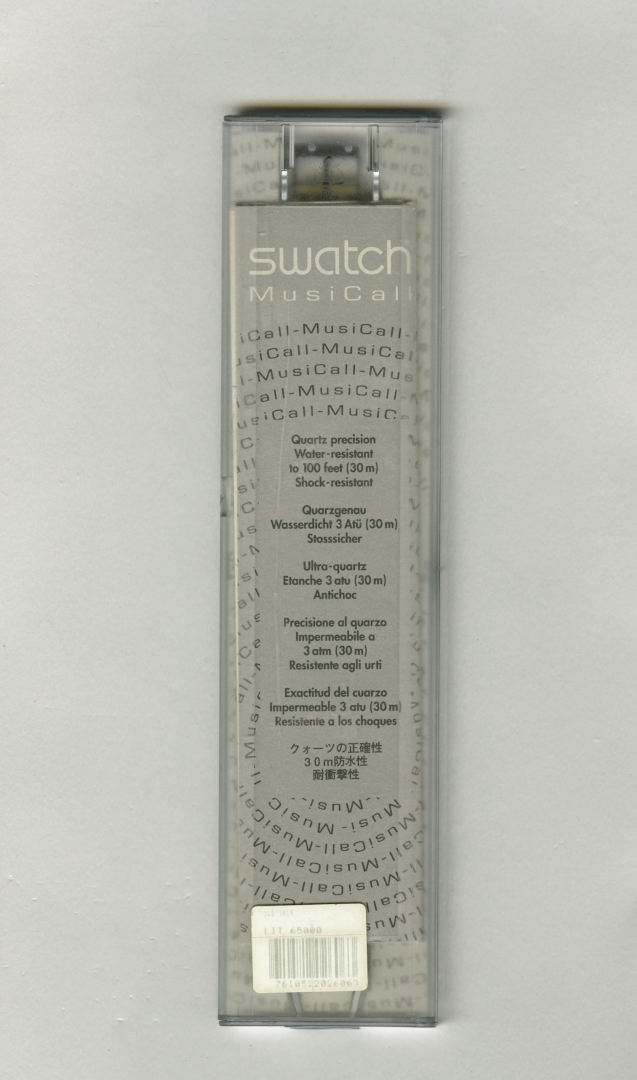 swatch
MusiCall
iCall-MusiCall-
usiCall-MusiCal
l-MusiCall-Mus
Call-MusiCall
usiCall-MusiC
Quartz precision
Water-resistant
to 100 feet (30 m)
Shock-resistant
Quarzgenau
Wasserdicht 3 Atü (30 m)
Stosssicher
Ultra-quartz
Etanche 3 atu (30 m)
Antichoc
Precisione al quarzo
Impermeabile a
3 atm (30 m)
Resistente agli urti
Exactitud del cuarzo
Impermeable 3 atu (30 m)
Resistente a los choques
クォーツの正確性
30m防水性
耐衝撃性
LIT 65000